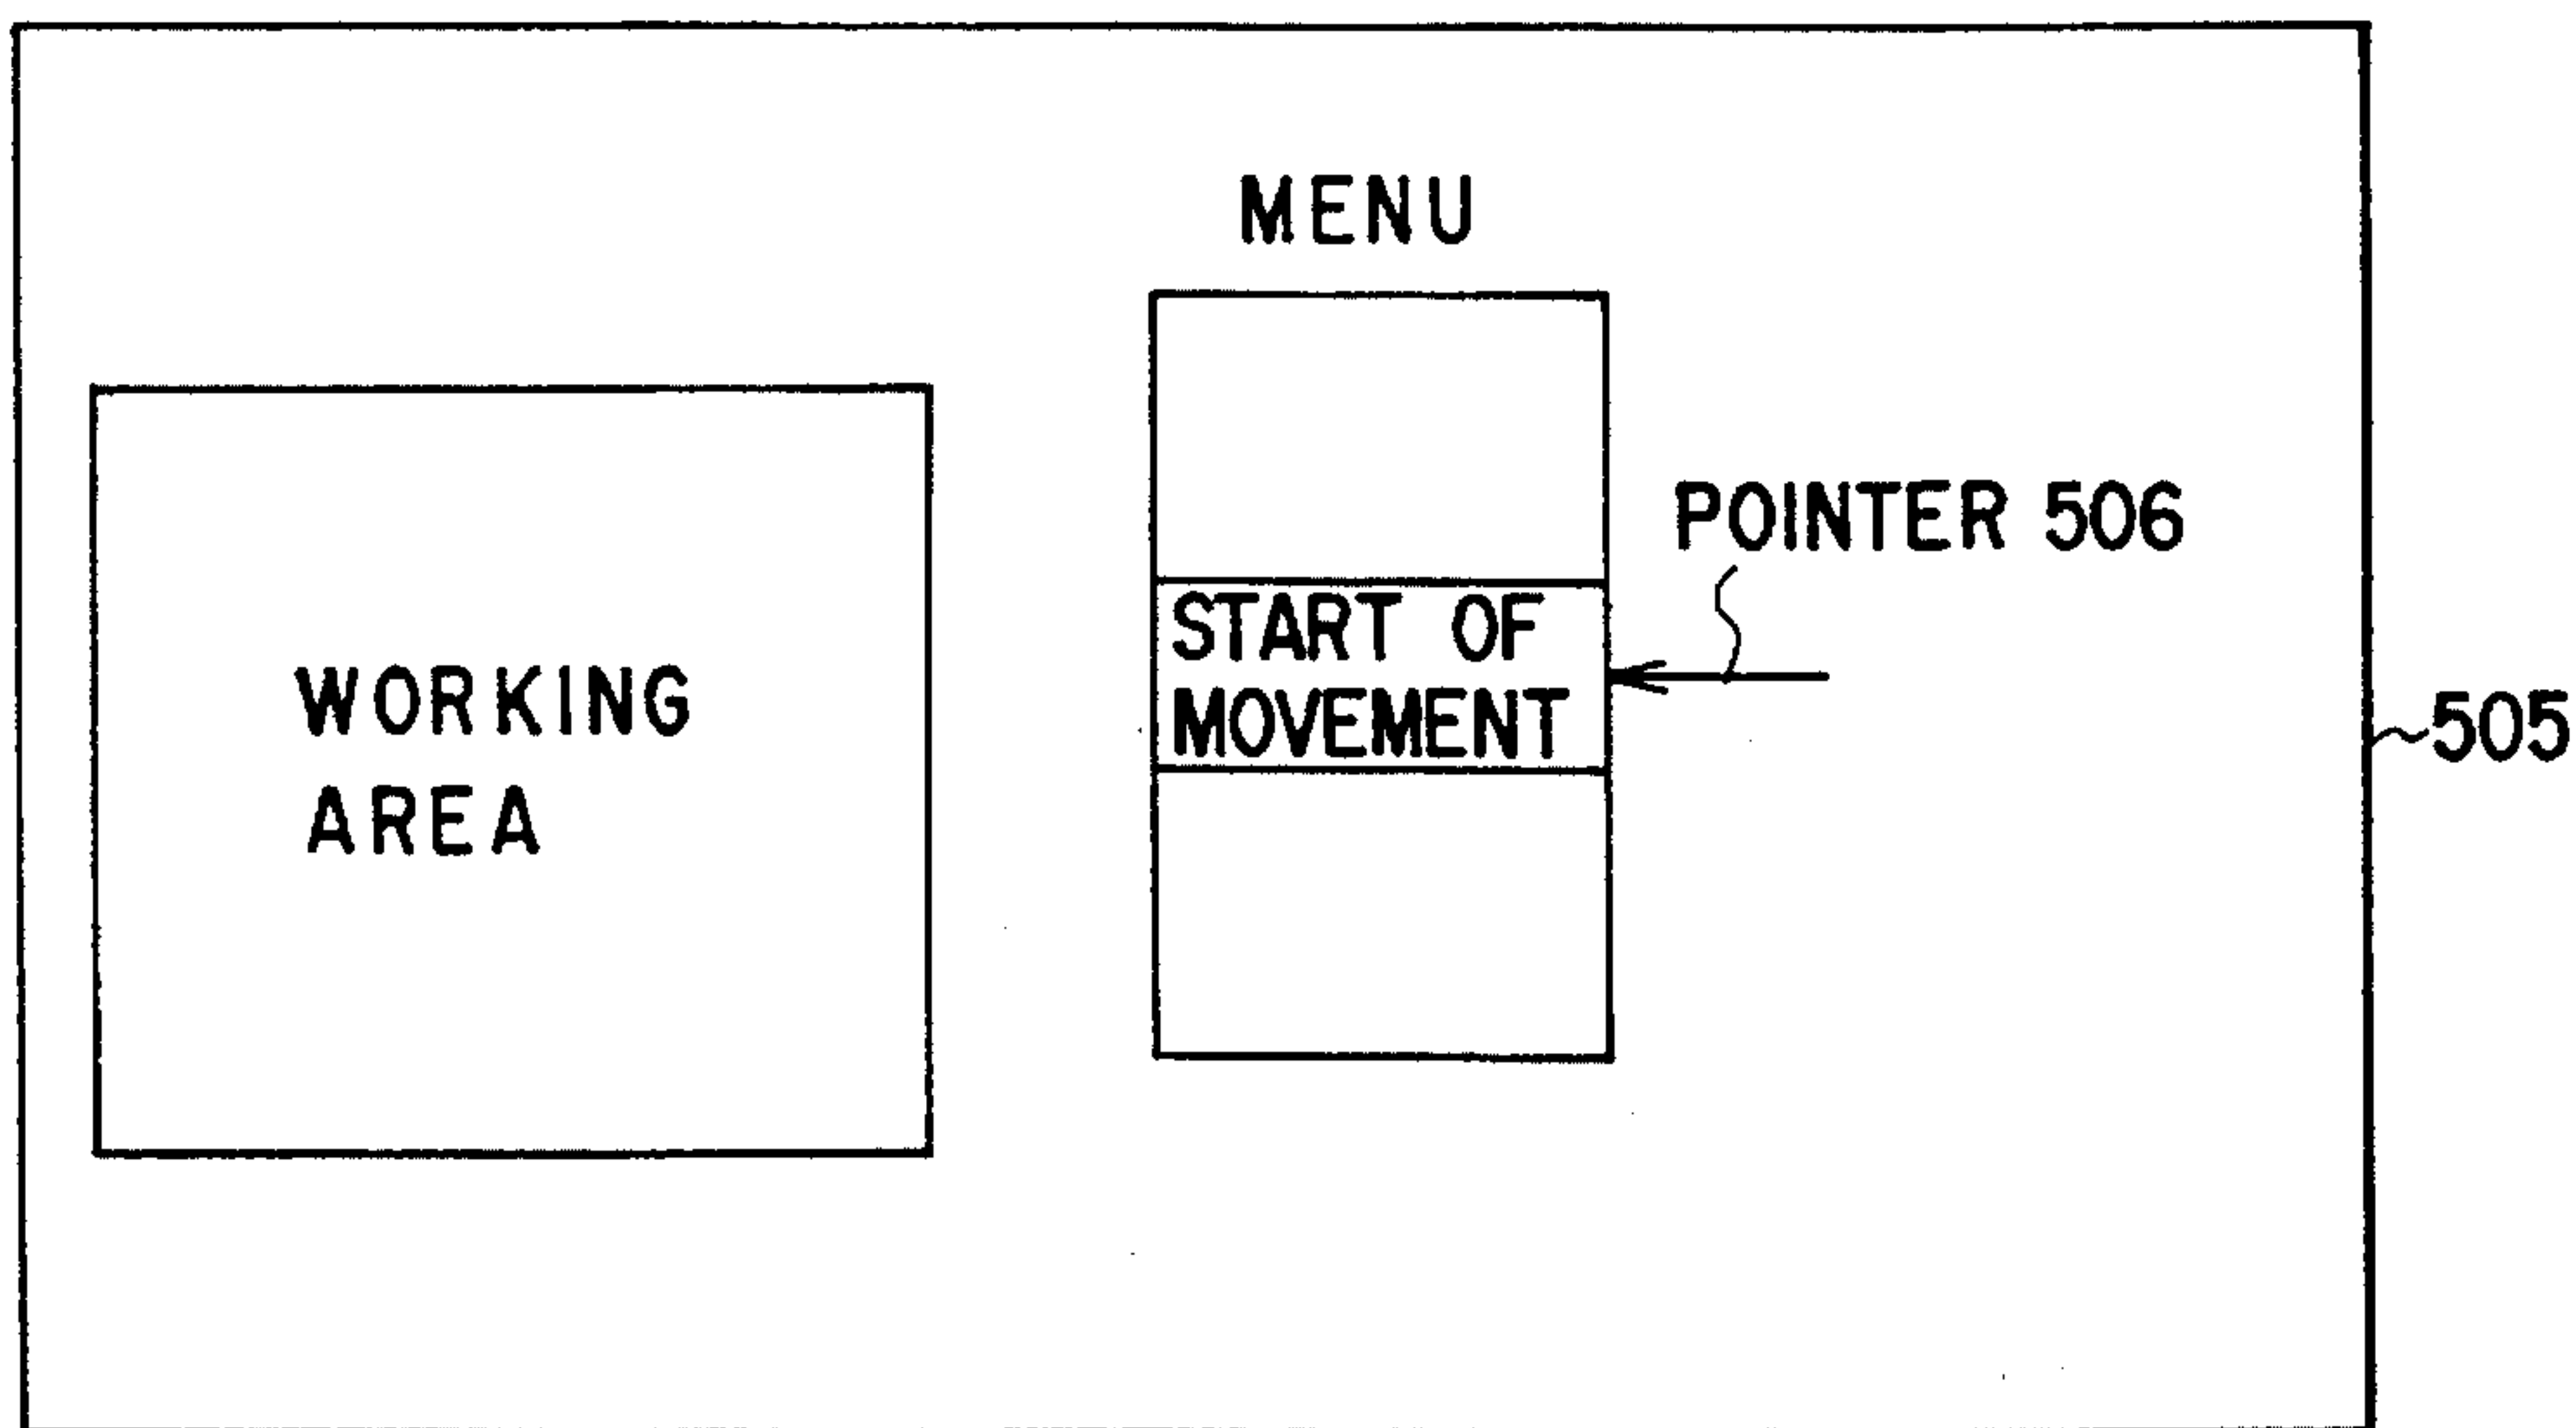 MENU
POINTER 506
START OF
MOVEMENT
WORKING
AREA
505